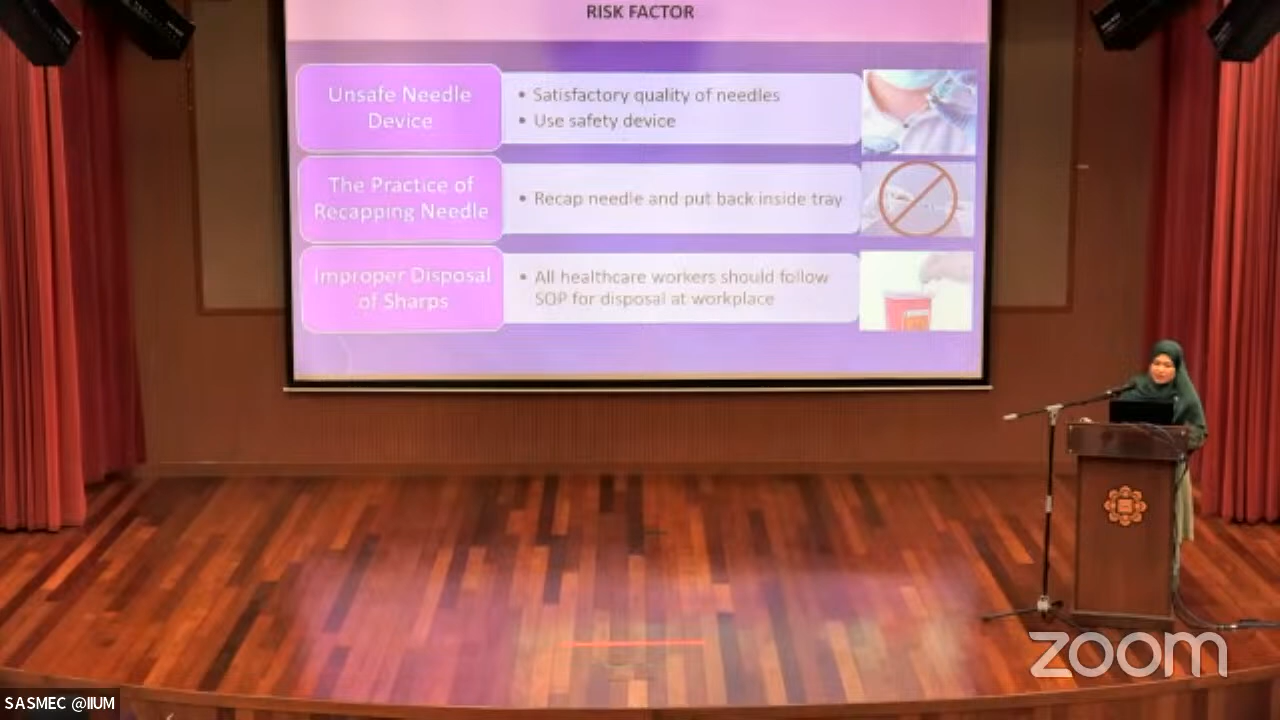 RISK FACTOR
Unsafe Needle
Device
• Satisfactory quality of needles
• Use safety device
The Practice of
Recapping Needle
• Recap needle and put back inside tray
Improper Disposal
of Sharps
• All healthcare workers should follow
SOP for disposal at workplace
zoom
SASMEC @IIUM